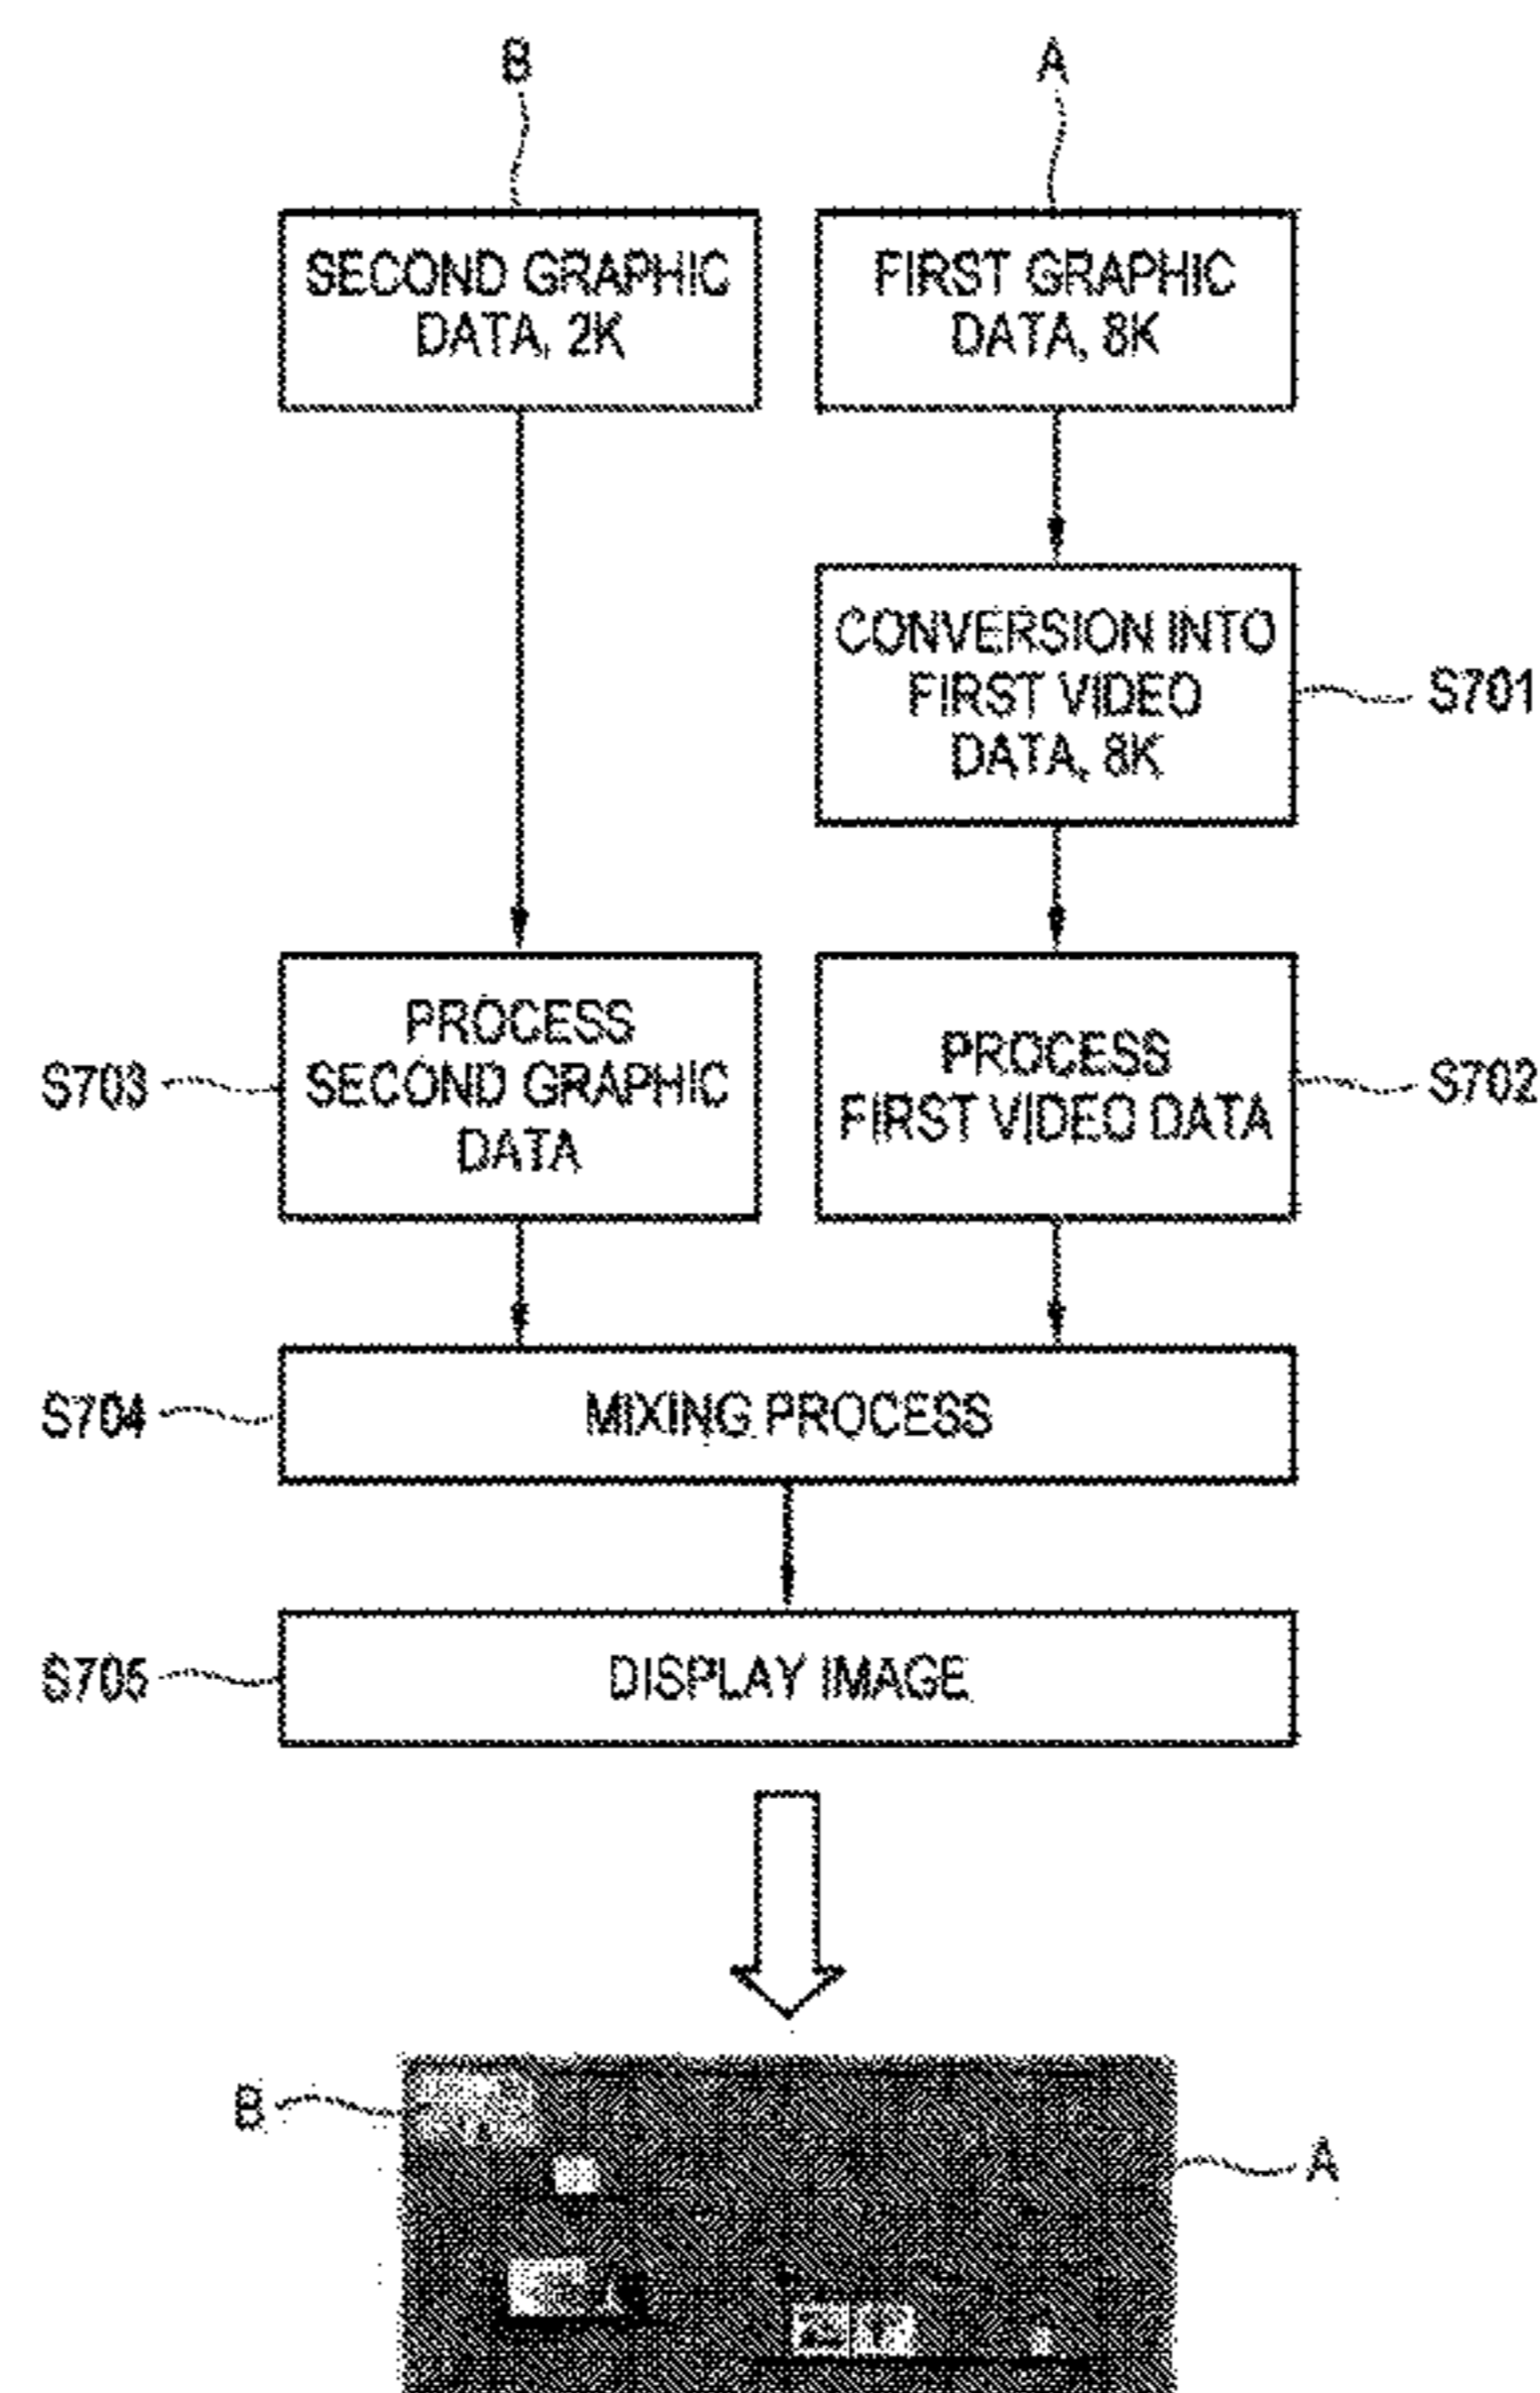 B
A
SECOND GRAPHIC
DATA, 2K
FIRST GRAPHIC
DATA, 8K
CONVERSION INTO
FIRST VIDEO
DATA, 8K
S701
S703
PROCESS
SECOND GRAPHIC
DATA
PROCESS
FIRST VIDEO DATA
S702
S704
MIXING PROCESS
S705
DISPLAY IMAGE
B
A